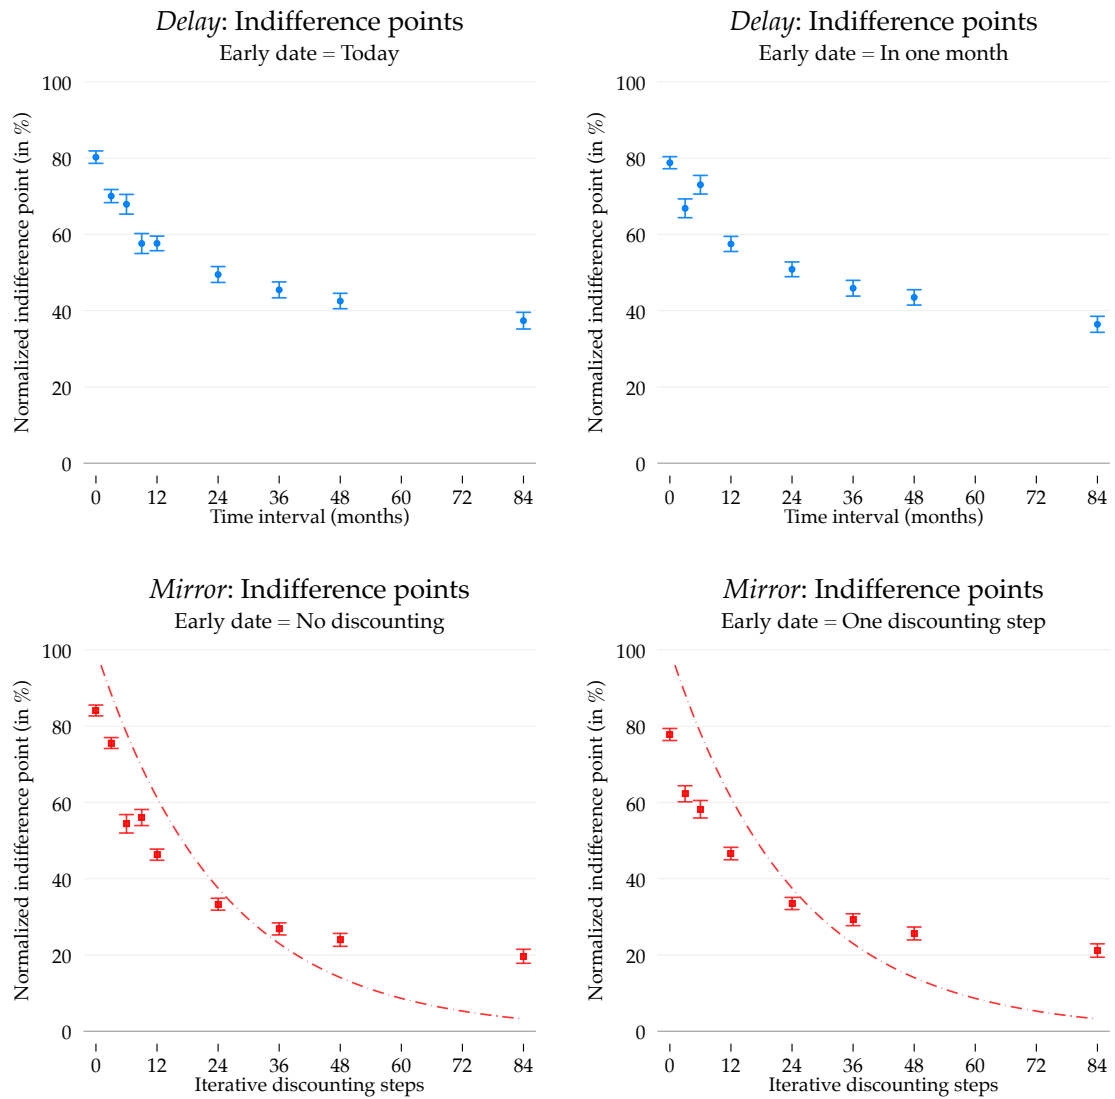 Delay: Indifference points
Early date = Today
Normalized indifference point (in %)
100
80
60
40
20
0
0 12 24 36 48 60 72 84
Time interval (months)
Delay: Indifference points
Early date = In one month
Normalized indifference point (in %)
100
80
60
40
20
0
0 12 24 36 48 60 72 84
Time interval (months)
Mirror: Indifference points
Early date = No discounting
Normalized indifference point (in %)
100
80
60
40
20
0
0 12 24 36 48 60 72 84
Iterative discounting steps
Mirror: Indifference points
Early date = One discounting step
Normalized indifference point (in %)
100
80
60
40
20
0
0 12 24 36 48 60 72 84
Iterative discounting steps